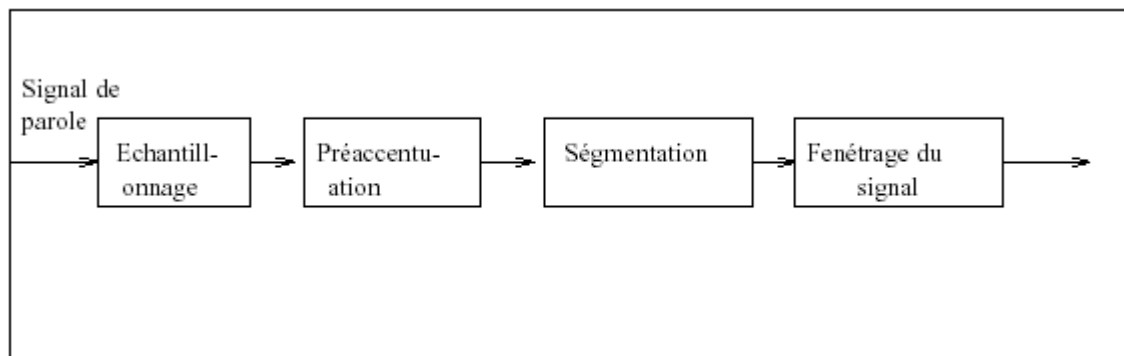 Signal de
parole
Echantill-
onnage
Préaccentu-
ation
Ségmentation
Fenétrage du
signal